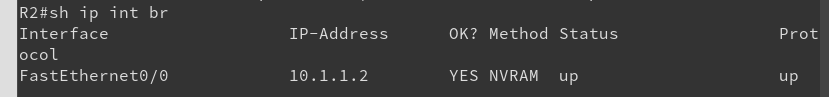 R2#sh ip int br
Interface                  IP-Address      OK? Method Status                Prot
ocol
FastEthernet0/0            10.1.1.2        YES NVRAM  up                    up